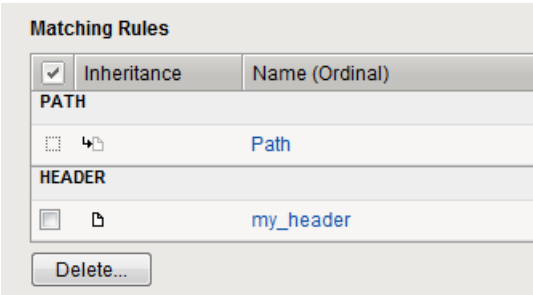 Matching Rules
Inheritance Name (Ordinal)
PATH
Path
HEADER
my_header
Delete...